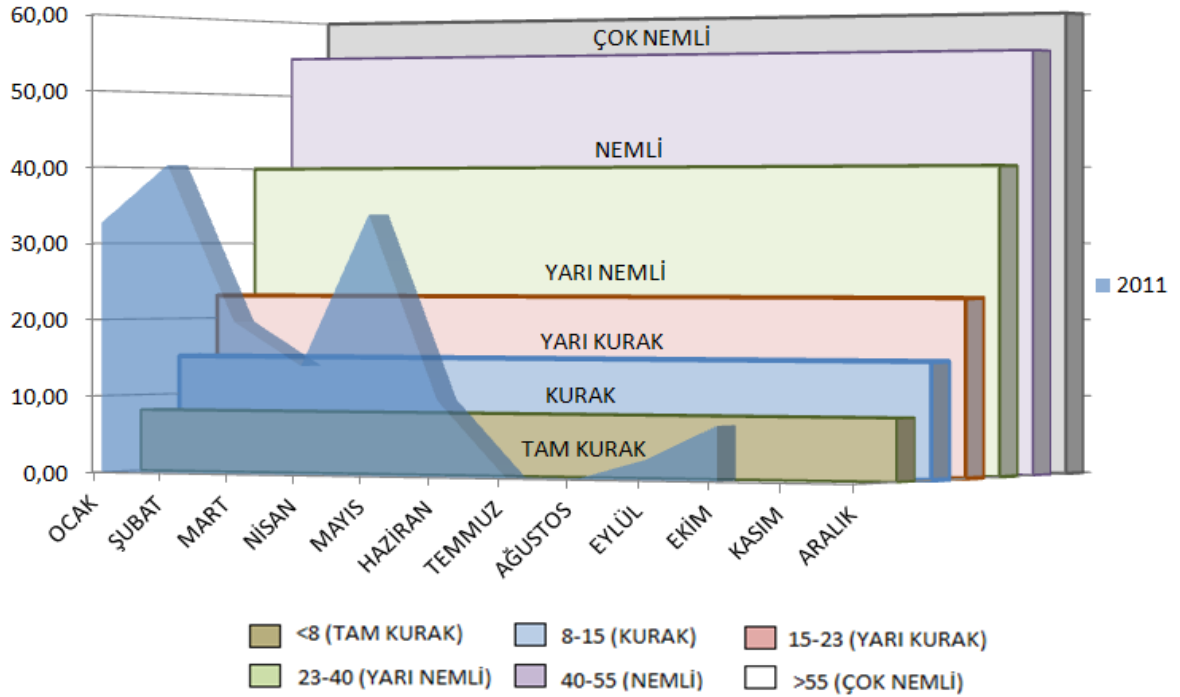 60,00
50,00
40,00
30,00
20,00
10,00
0,00
ÇOK NEMLİ
NEMLİ
YARI NEMLİ
YARI KURAK
KURAK
TAM KURAK
OCAK
ŞUBAT
MART
NİSAN
MAYIS
HAZİRAN
TEMMUZ
AĞUSTOS
EYLÜL
EKİM
KASIM
ARALIK
2011
<8 (TAM KURAK)
8-15 (KURAK)
15-23 (YARI KURAK)
23-40 (YARI NEMLİ)
40-55 (NEMLİ)
>55 (ÇOK NEMLİ)